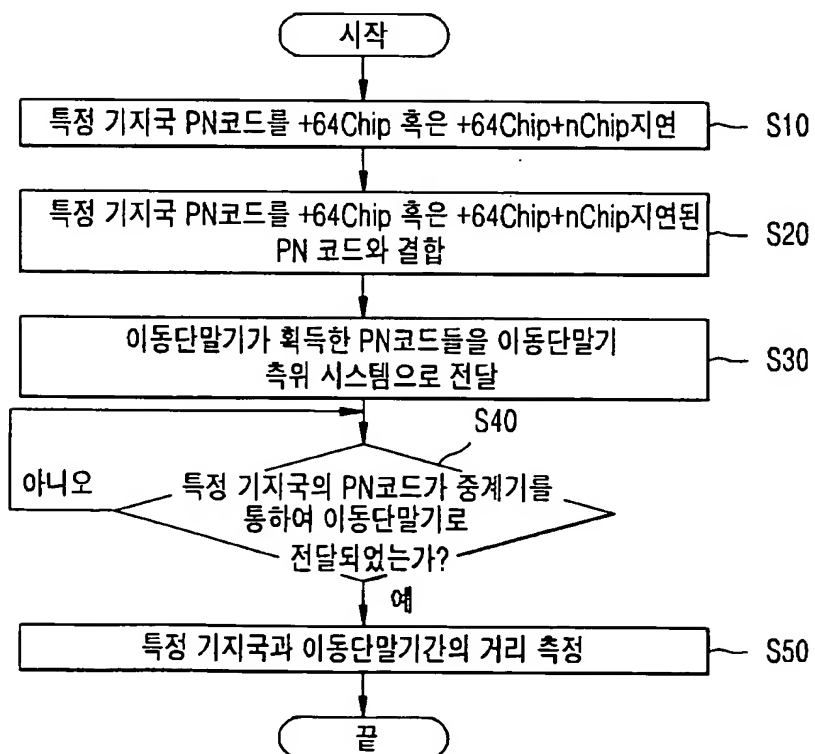 시작
특정 기지국 PN코드를 +64Chip 혹은 +64Chip+nChip지연
S10
특정 기지국 PN코드를 +64Chip 혹은 +64Chip+nChip지연된
PN 코드와 결합
S20
이동단말기가 획득한 PN코드들을 이동단말기
측위 시스템으로 전달
S30
S40
아니오
특정 기지국의 PN코드가 중계기를
통하여 이동단말기로
전달되었는가?
예
특정 기지국과 이동단말기간의 거리 측정
S50
끝